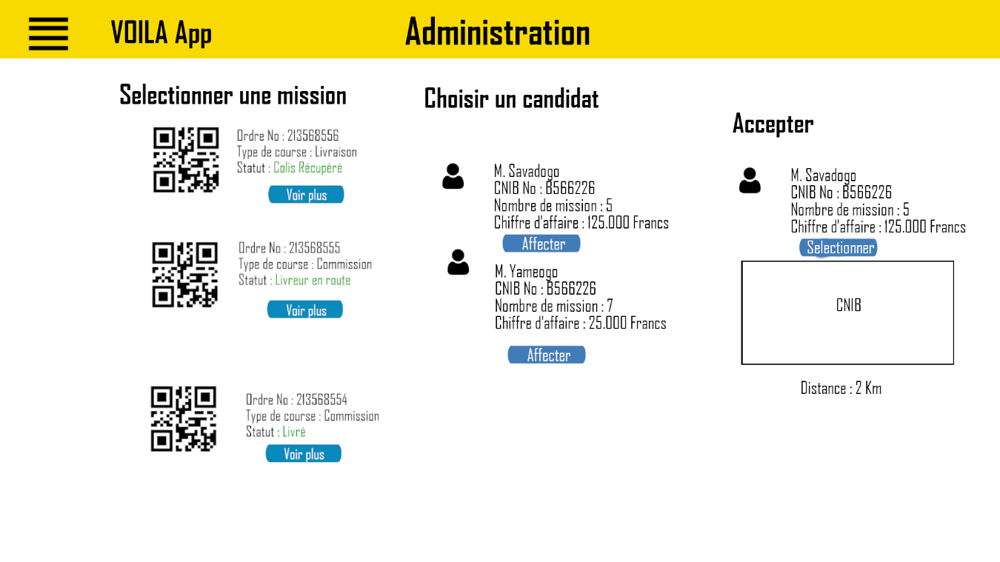 VOILA App
Administration
Selectionner une mission
Ordre No : 213568556
Type de course : Livraison
Statut : Colis Récupéré
Voir plus
Ordre No : 213568555
Type de course : Commission
Statut : Livreur en route
Voir plus
Ordre No : 213568554
Type de course : Commission
Statut : Livré
Voir plus
Choisir un candidat
M. Savadogo
CNIB No : B566226
Nombre de mission : 5
Chiffre d'affaire : 125.000 Francs
Affecter
M. Yameogo
CNIB No : B566226
Nombre de mission : 7
Chiffre d'affaire : 25.000 Francs
Affecter
Accepter
M. Savadogo
CNIB No : B566226
Nombre de mission : 5
Chiffre d'affaire : 125.000 Francs
Selectionner
CNIB
Distance : 2 Km